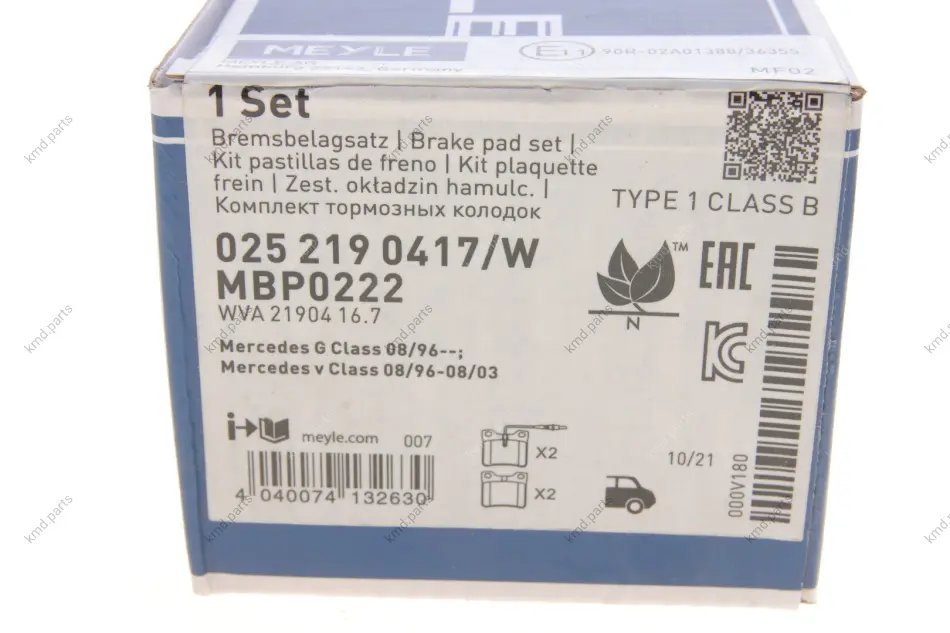 MEYLE
E1 90R-02A01388/36355
MF02
1 Set
Bremsbelagsatz | Brake pad set |
Kit pastillas de freno | Kit plaquette
frein | Zest. okładzin hamulc. |
Комплект тормозных колодок
TYPE 1 CLASS B
025 219 0417/W
MBP0222
WVA 21904 16.7
TM
N
EAC
Mercedes G Class 08/96--;
Mercedes v Class 08/96-08/03
meyle.com 007
X2
X2
10/21
000V180
4 040074 132630
kmd.parts